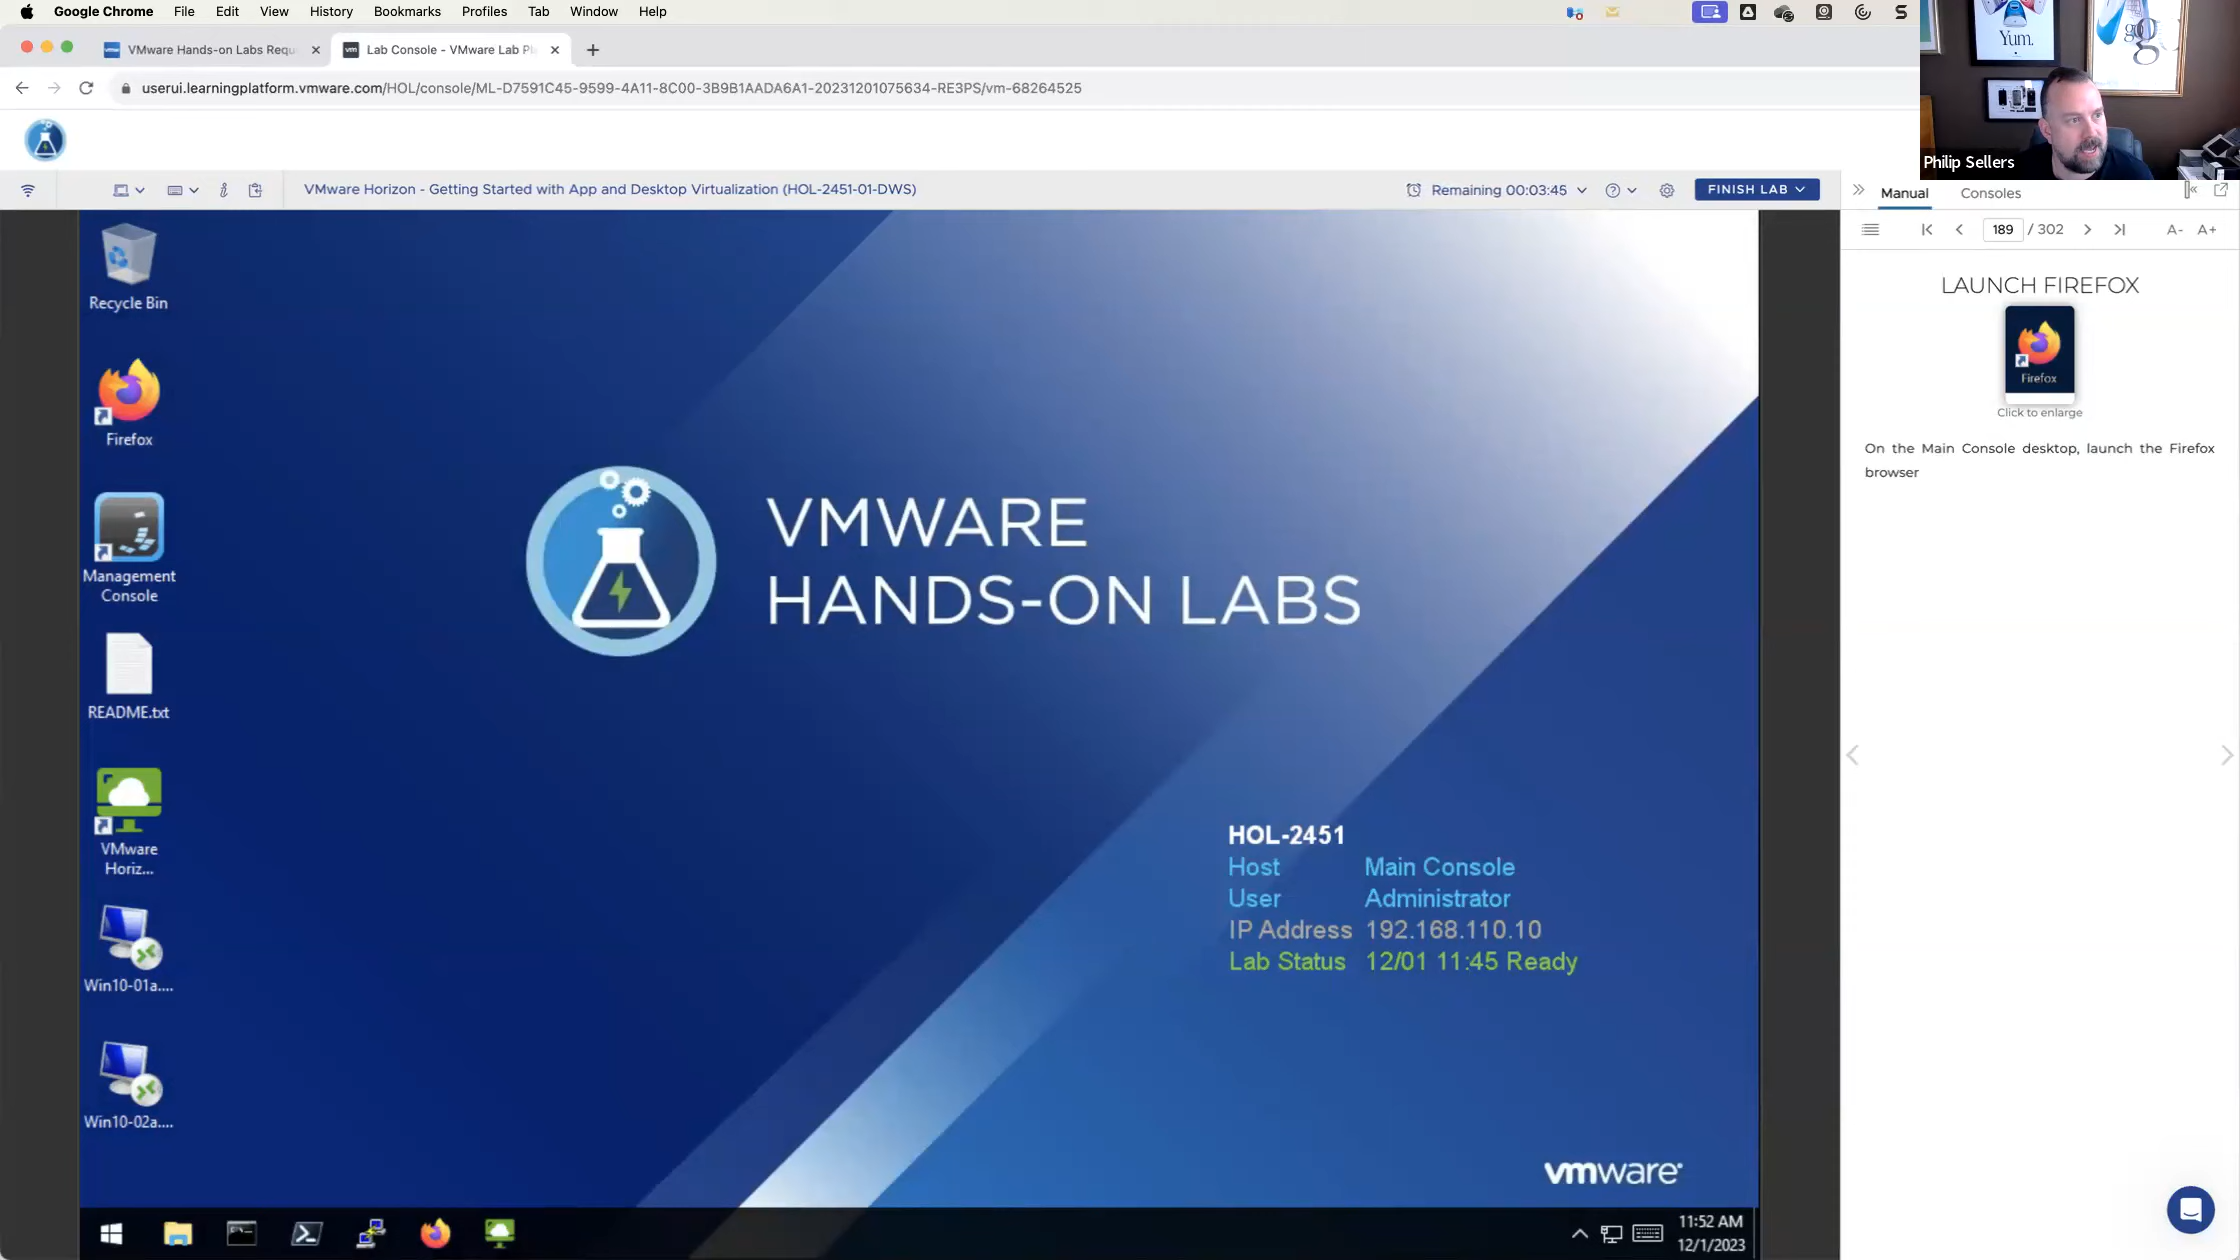 Google Chrome File Edit View History Bookmarks Profiles Tab Window Help
VMware Hands-on Labs Requ
Lab Console - VMware Lab Pl
userui.learningplatform.vmware.com/HOL/console/ML-D7591C45-9599-4A11-8C00-3B9B1AADA6A1-20231201075634-RE3PS/vm-68264525
Yum.
Philip Sellers
VMware Horizon - Getting Started with App and Desktop Virtualization (HOL-2451-01-DWS)
Remaining 00:03:45
FINISH LAB
Manual
Consoles
189 / 302
A-
A+
LAUNCH FIREFOX
Firefox
Click to enlarge
On the Main Console desktop, launch the Firefox
browser
Recycle Bin
Firefox
Management
Console
README.txt
VMware
Horiz...
Win10-01a....
Win10-02a....
VMWARE
HANDS-ON LABS
HOL-2451
Host Main Console
User Administrator
IP Address 192.168.110.10
Lab Status 12/01 11:45 Ready
vmware
11:52 AM
12/1/2023